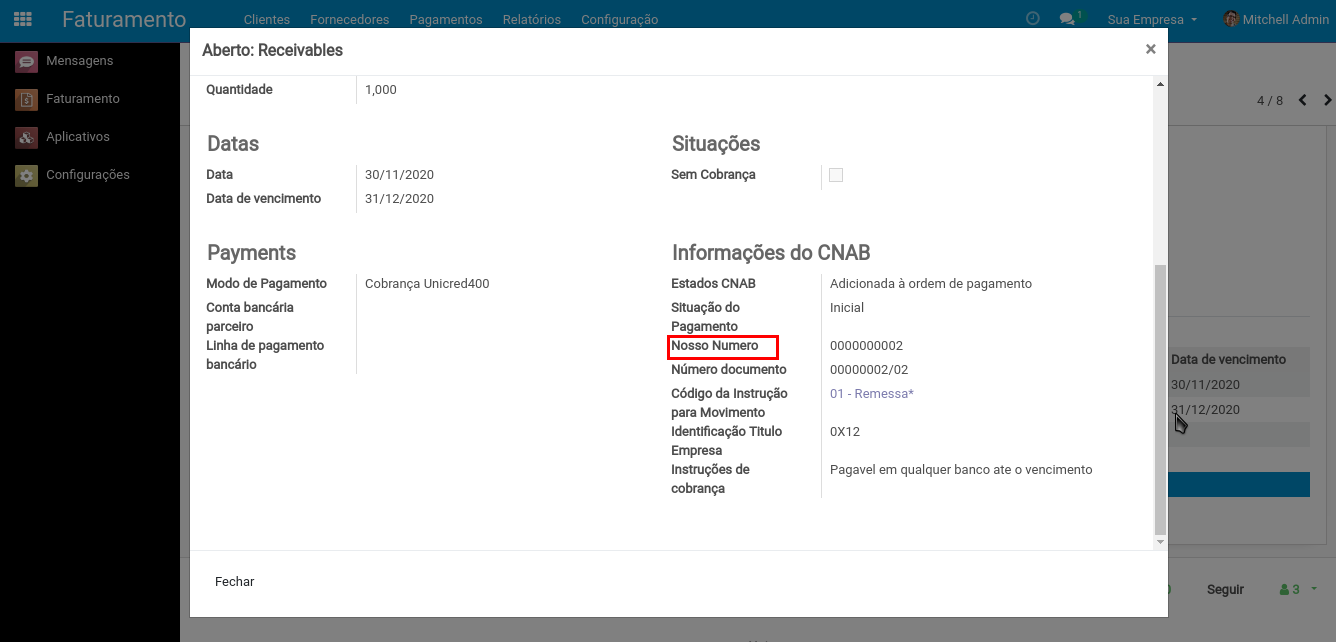 Faturamento Clientes Fornecedores Pagamentos Relatórios Configuração 1 Sua Empresa Mitchell Admin
Mensagens
Faturamento
Aplicativos
Configurações
Aberto: Receivables ×
4 / 8
Quantidade 1,000
Datas
Data 30/11/2020
Data de vencimento 31/12/2020
Situações
Sem Cobrança
Payments
Modo de Pagamento Cobrança Unicred400
Conta bancária
parceiro
Linha de pagamento
bancário
Informações do CNAB
Estados CNAB Adicionada à ordem de pagamento
Situação do Inicial
Pagamento
Nosso Numero 0000000002
Número documento 00000002/02
Código da Instrução 01 - Remessa*
para Movimento
Identificação Titulo 0X12
Empresa
Instruções de Pagavel em qualquer banco ate o vencimento
cobrança
Data de vencimento
30/11/2020
31/12/2020
Fechar
Seguir 3